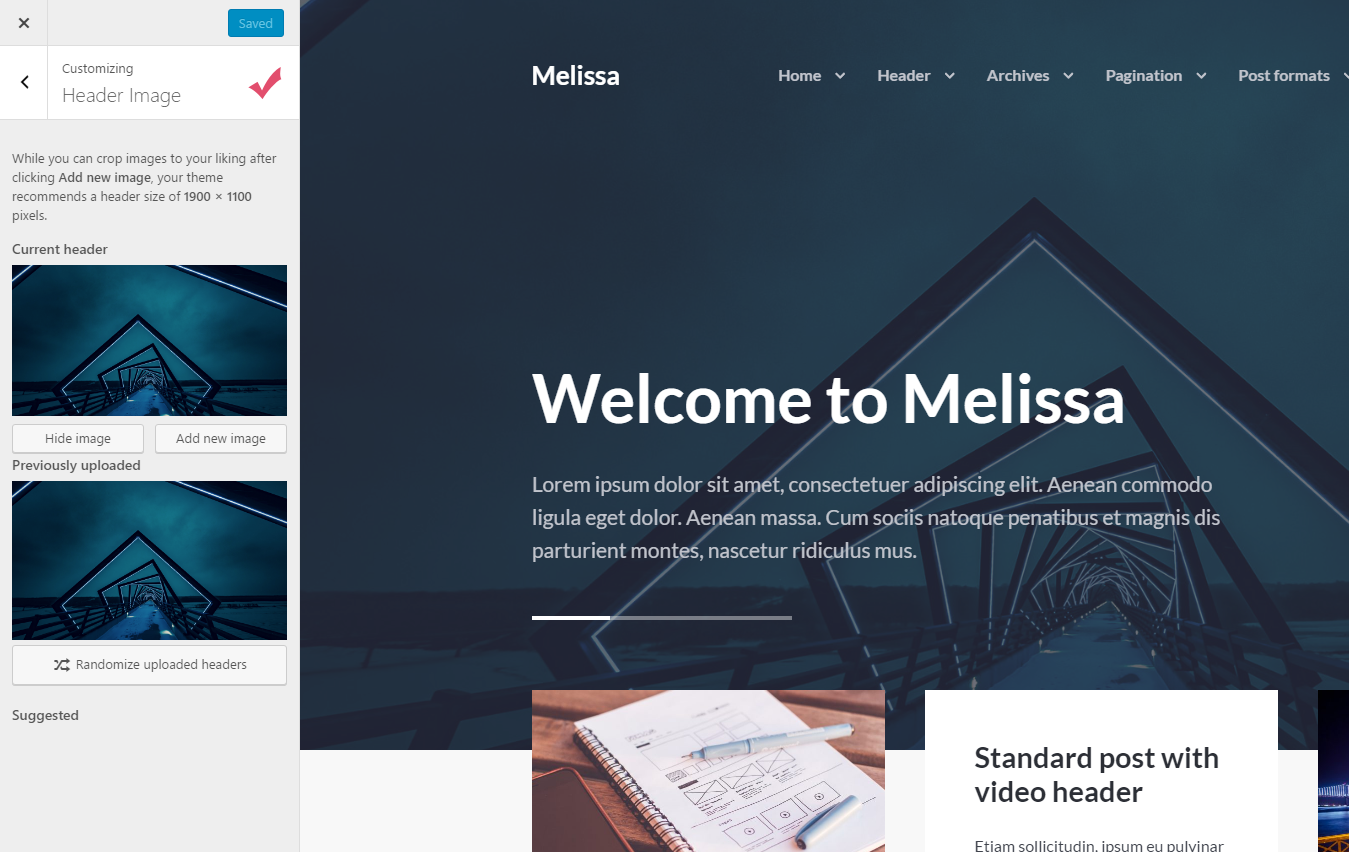 Saved
Customizing
Header Image
While you can crop images to your liking after
clicking Add new image, your theme
recommends a header size of 1900 × 1100
pixels.
Current header
Hide image
Add new image
Previously uploaded
Randomize uploaded headers
Suggested
Melissa
Home
Header
Archives
Pagination
Post formats
Welcome to Melissa
Lorem ipsum dolor sit amet, consectetuer adipiscing elit. Aenean commodo
ligula eget dolor. Aenean massa. Cum sociis natoque penatibus et magnis dis
parturient montes, nascetur ridiculus mus.
Standard post with
video header
Etiam sollicitudin, ipsum eu pulvinar